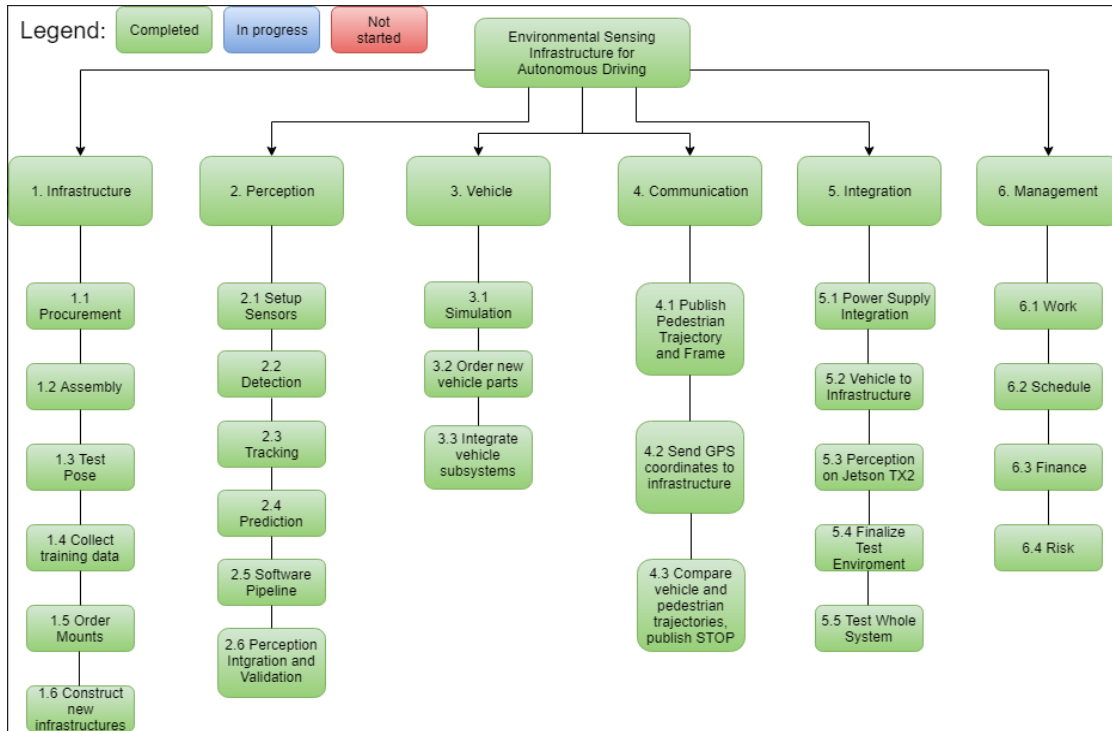 Legend:
Completed
In progress
Not
started
Environmental Sensing
Infrastructure for
Autonomous Driving
1. Infrastructure
2. Perception
3. Vehicle
4. Communication
5. Integration
6. Management
1.1
Procurement
1.2 Assembly
1.3 Test
Pose
1.4 Collect
training data
1.5 Order
Mounts
1.6 Construct
new
infrastructures
2.1 Setup
Sensors
2.2
Detection
2.3
Tracking
2.4
Prediction
2.5 Software
Pipeline
2.6 Perception
Intgration and
Validation
3.1
Simulation
3.2 Order new
vehicle parts
3.3 Integrate
vehicle
subsystems
4.1 Publish
Pedestrian
Trajectory
and Frame
4.2 Send GPS
coordinates to
infrastructure
4.3 Compare
vehicle and
pedestrian
trajectories,
publish STOP
5.1 Power Supply
Integration
5.2 Vehicle to
Infrastructure
5.3 Perception
on Jetson TX2
5.4 Finalize
Test
Enviroment
5.5 Test Whole
System
6.1 Work
6.2 Schedule
6.3 Finance
6.4 Risk